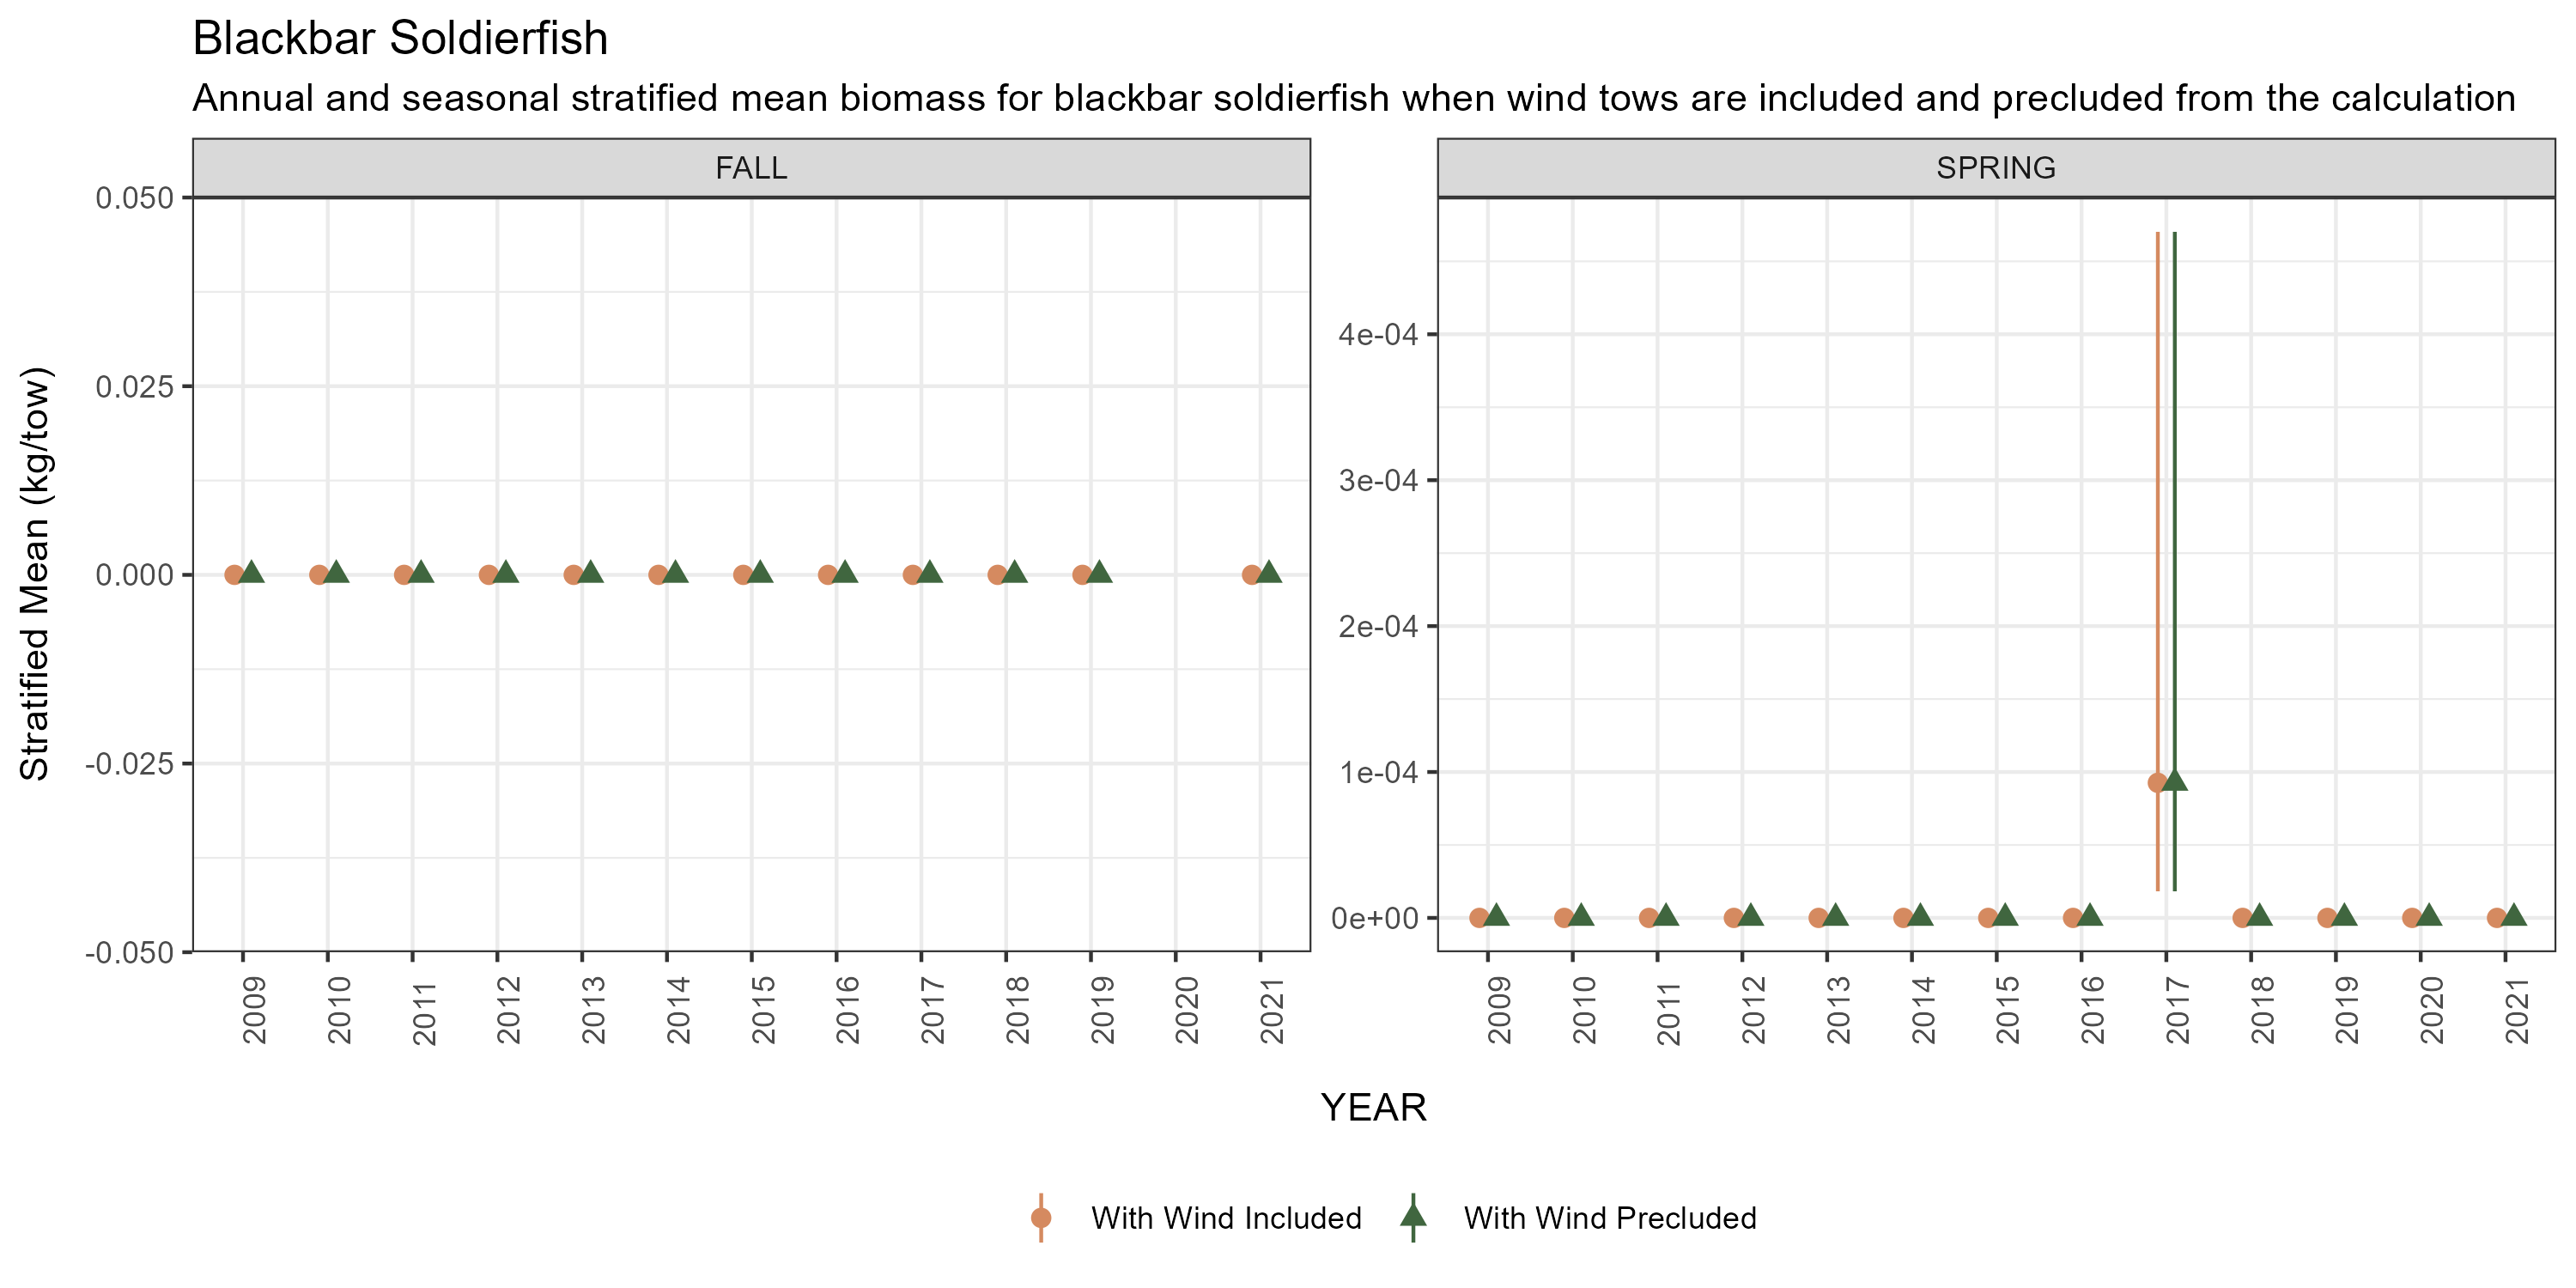 Blackbar Soldierfish
Annual and seasonal stratified mean biomass for blackbar soldierfish when wind tows are included and precluded from the calculation
FALL
SPRING
Stratified Mean (kg/tow)
0.050
0.025
0.000
-0.025
-0.050
4e-04
3e-04
2e-04
1e-04
0e+00
2009 2010 2011 2012 2013 2014 2015 2016 2017 2018 2019 2020 2021
2009 2010 2011 2012 2013 2014 2015 2016 2017 2018 2019 2020 2021
YEAR
With Wind Included
With Wind Precluded